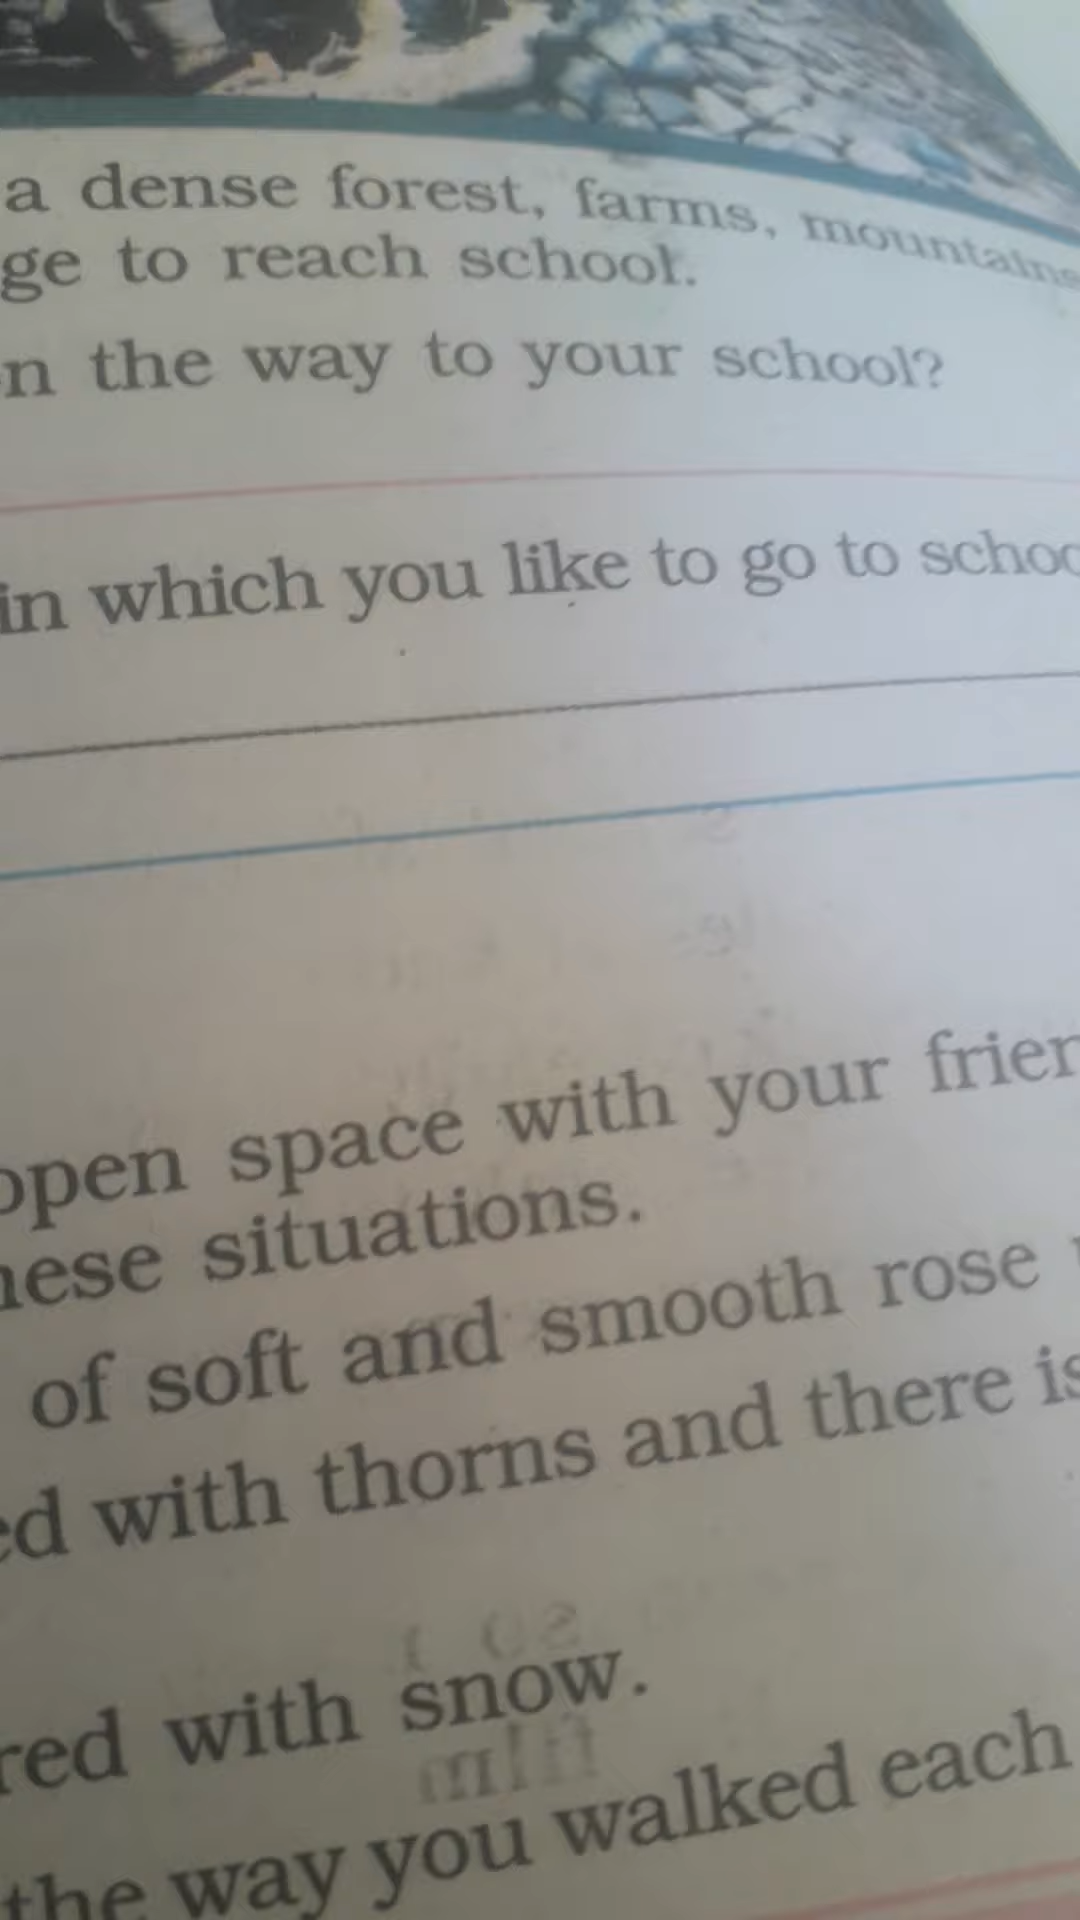 a dense forest, farms, mountains
ge to reach school.
n the way to your school?
in which you like to go to schoo
open space with your frien
hese situations.
of soft and smooth rose
ed with thorns and there is
red with snow.
the way you walked each